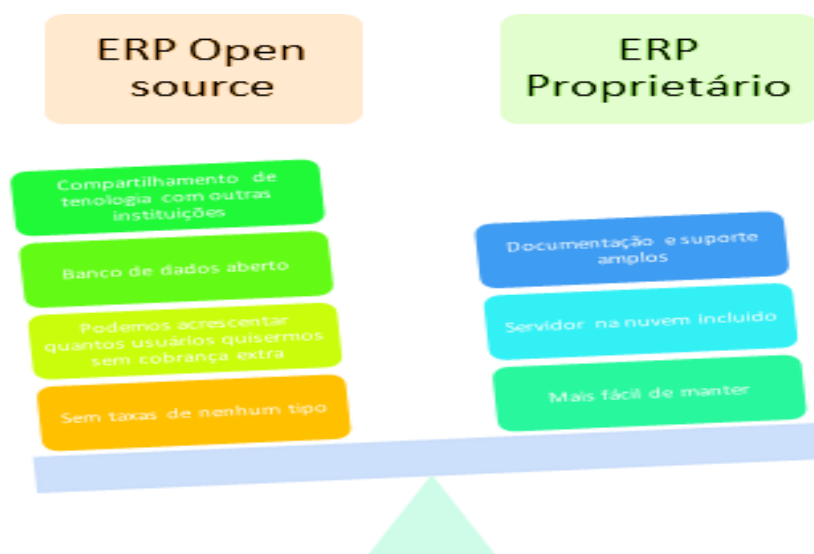 ERP Open
source
ERP
Proprietário
Compartilhamento de
tenologia com outras
instituições
Banco de dados aberto
Podemos acrescentar
quantos usuários quisermos
sem cobrança extra
Sem taxas de nenhum tipo
Documentação e suporte
amplos
Servidor na nuvem incluido
Mais fácil de manter